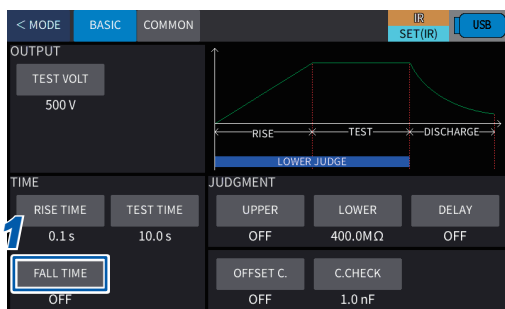 < MODE BASIC COMMON IR SET(IR) USB
OUTPUT
TEST VOLT
500 V
RISE TEST DISCHARGE
LOWER JUDGE
TIME
RISE TIME TEST TIME
0.1 s 10.0 s
1
FALL TIME
OFF
JUDGMENT
UPPER LOWER DELAY
OFF 400.0MΩ OFF
OFFSET C. C.CHECK
OFF 1.0 nF